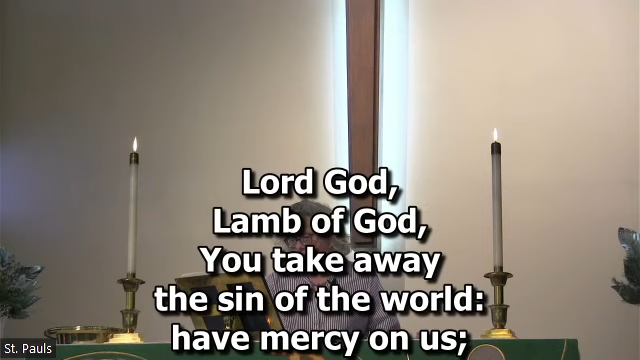 Lord God,
Lamb of God,
You take away
the sin of the world:
have mercy on us;
St. Pauls